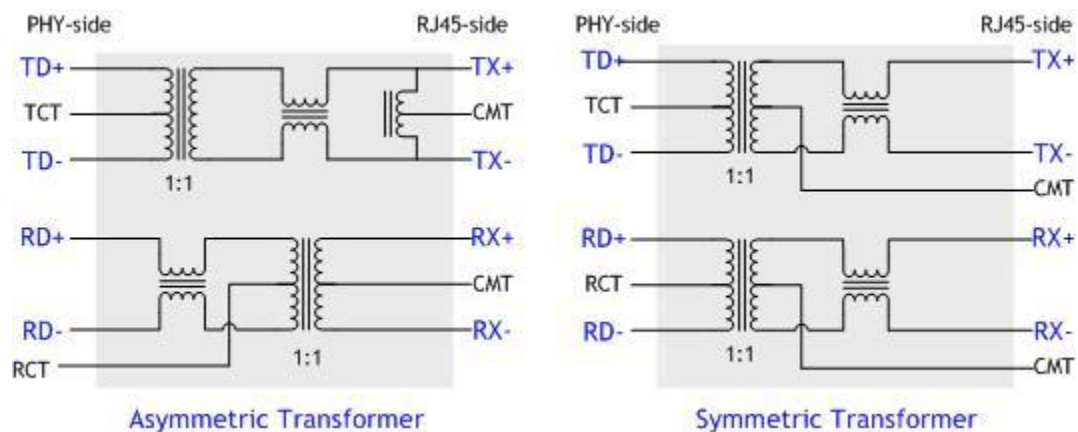 PHY-side
RJ45-side
TD+
TX+
TCT
CMT
TD-
TX-
1:1
RD+
RX+
CMT
RD-
RX-
RCT
1:1
Asymmetric Transformer
PHY-side
RJ45-side
TD+
TX+
TCT
TD-
TX-
1:1
CMT
RD+
RX+
RCT
RD-
RX-
1:1
CMT
Symmetric Transformer